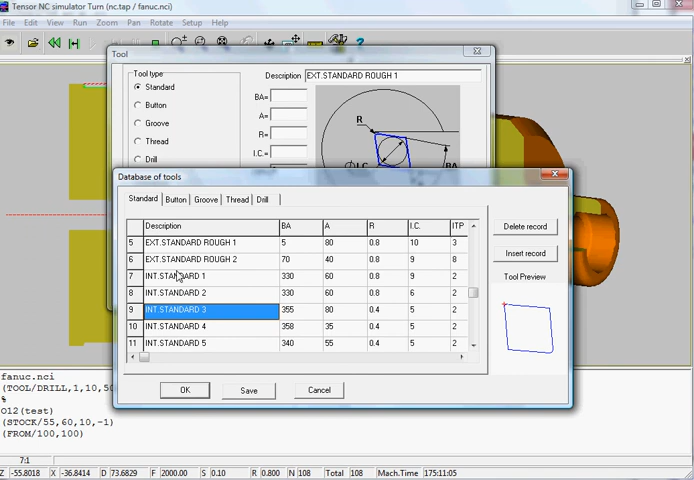 Tensor NC simulator Turn (nc.tap / fanuc.nci)
File Edit View Run Zoom Pan Rotate Setup Help
Tool
Tool type
Standard
Button
Groove
Thread
Drill
Description EXT.STANDARD ROUGH 1
BA=
A=
R=
I.C.=
R
BA
Database of tools
Standard Button Groove Thread Drill
Description BA A R I.C. ITP
5 EXT.STANDARD ROUGH 1 5 80 0.8 10 3
6 EXT.STANDARD ROUGH 2 70 40 0.8 9 8
7 INT.STANDARD 1 330 60 0.8 9 2
8 INT.STANDARD 2 330 60 0.8 6 2
9 INT.STANDARD 3 355 80 0.4 5 2
10 INT.STANDARD 4 358 35 0.4 5 2
11 INT.STANDARD 5 340 55 0.4 5 2
Delete record
Insert record
Tool Preview
OK Save Cancel
fanuc.nci
(TOOL/DRILL,1,10,50
%
O12(test)
(STOCK/55,60,10,-1)
(FROM/100,100)
7:1
Z -55.8018 X -36.8414 D 73.6829 F 2000.00 S 0.10 R 0.800 N 108 Total 108 Mach.Time 175:11:05